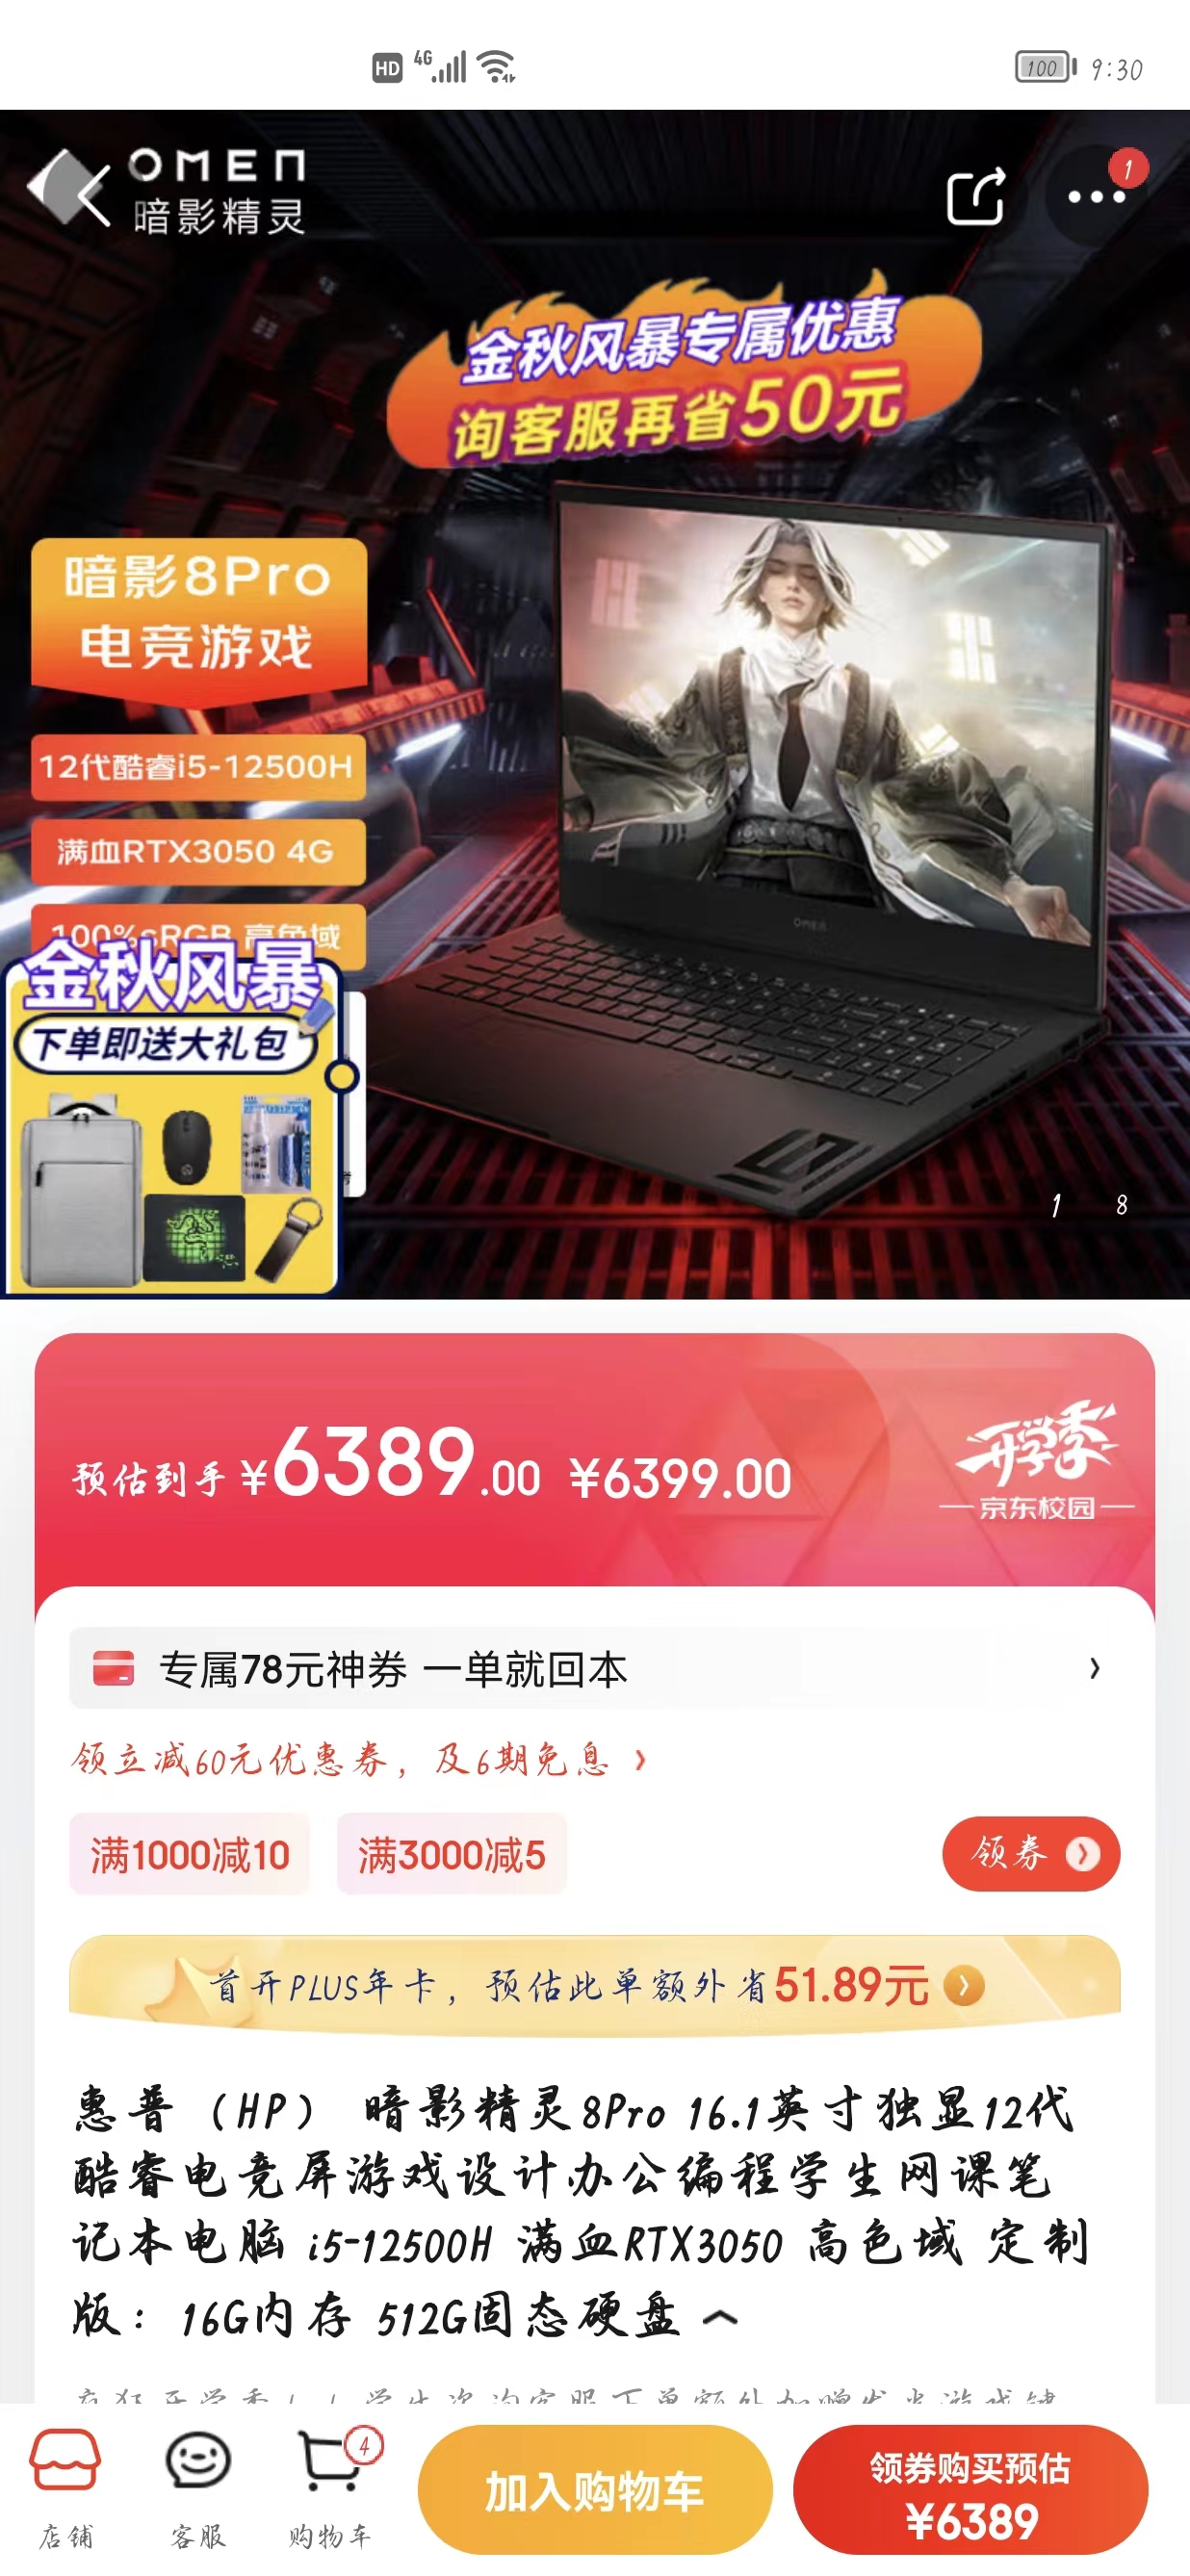 HD 4G 100 9:30
OMEN
暗影精灵
1
金秋风暴专属优惠
询客服再省50元
暗影8Pro
电竞游戏
12代酷睿i5-12500H
满血RTX3050 4G
100%sRGB 高色域
金秋风暴
下单即送大礼包
OMEN
1 8
预估到手 ¥6389.00 ¥6399.00
开学季
京东校园
专属78元神券 一单就回本
领立减60元优惠券，及6期免息
满1000减10 满3000减5 领券
首开PLUS年卡，预估此单额外省51.89元
惠普（HP） 暗影精灵8Pro 16.1英寸独显12代
酷睿电竞屏游戏设计办公编程学生网课笔
记本电脑 i5-12500H 满血RTX3050 高色域 定制
版：16G内存 512G固态硬盘
4
店铺 客服 购物车 加入购物车
领券购买预估
¥6389